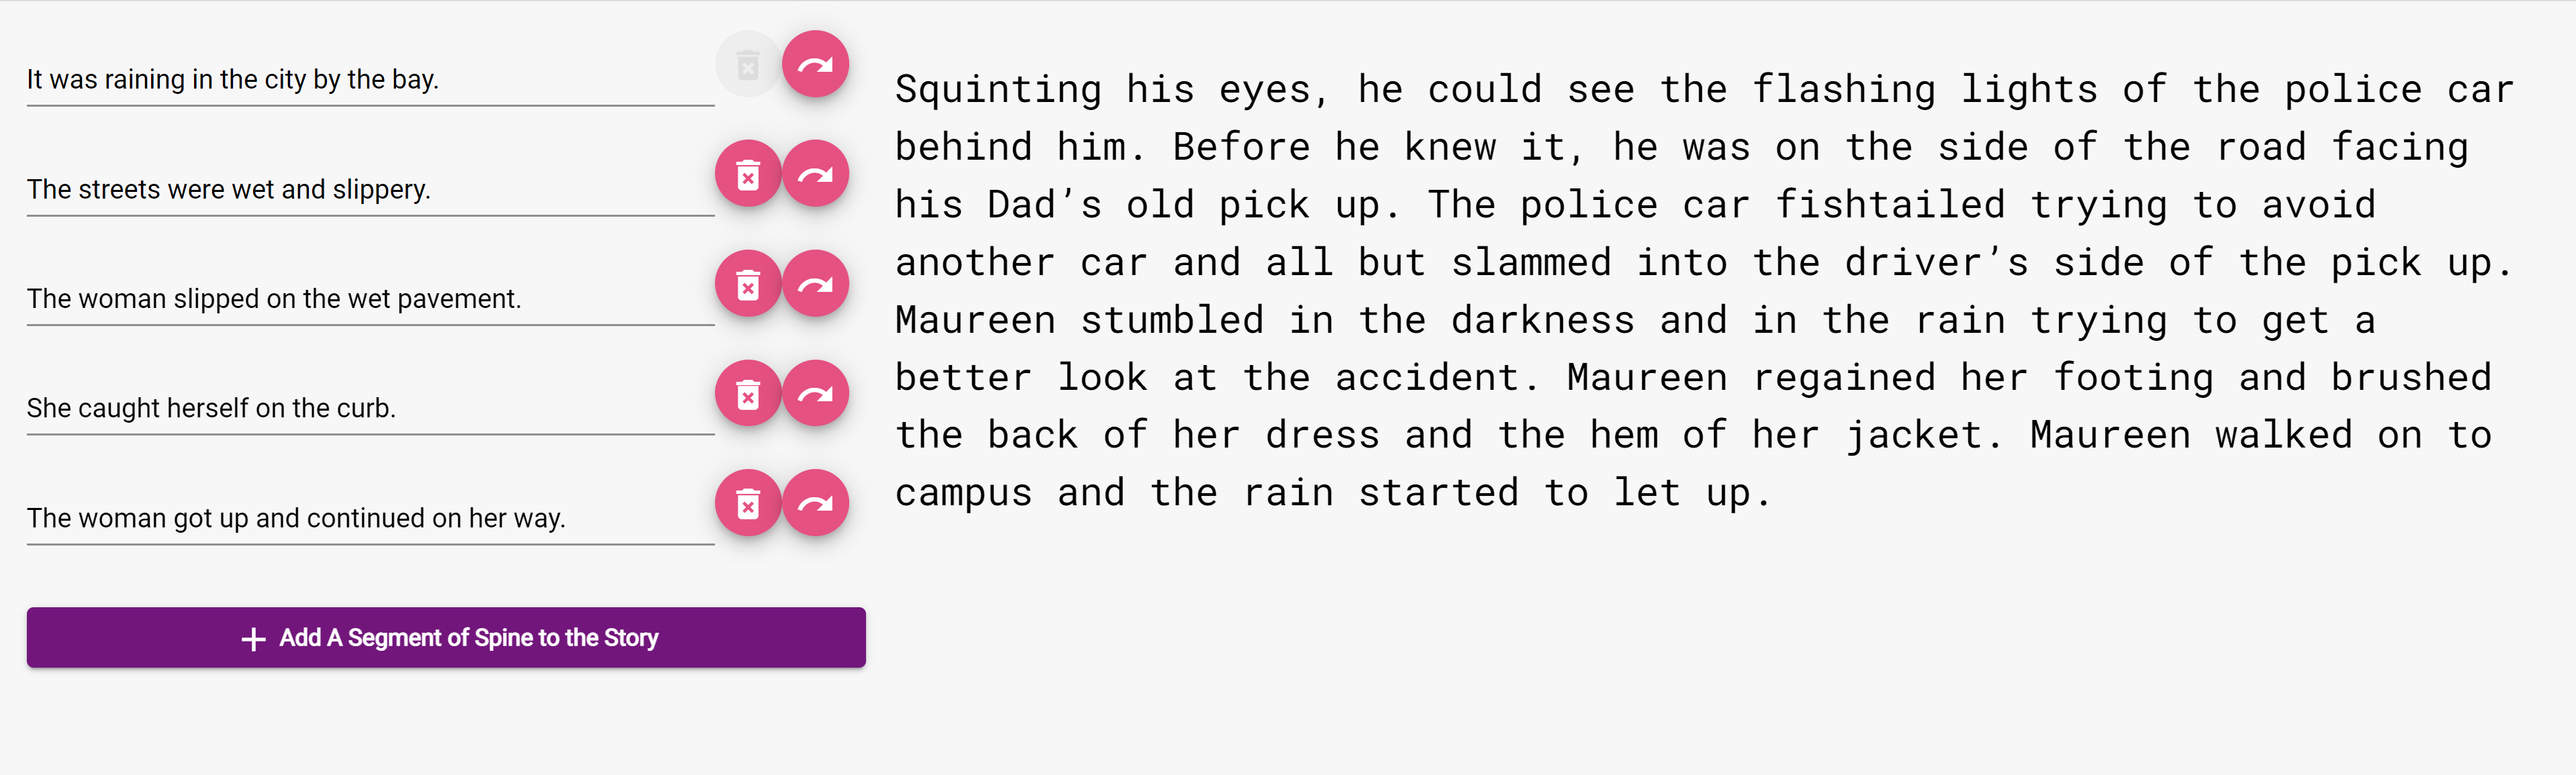 It was raining in the city by the bay.
The streets were wet and slippery.
The woman slipped on the wet pavement.
She caught herself on the curb.
The woman got up and continued on her way.
Add A Segment of Spine to the Story
Squinting his eyes, he could see the flashing lights of the police car
behind him. Before he knew it, he was on the side of the road facing
his Dad’s old pick up. The police car fishtailed trying to avoid
another car and all but slammed into the driver’s side of the pick up.
Maureen stumbled in the darkness and in the rain trying to get a
better look at the accident. Maureen regained her footing and brushed
the back of her dress and the hem of her jacket. Maureen walked on to
campus and the rain started to let up.